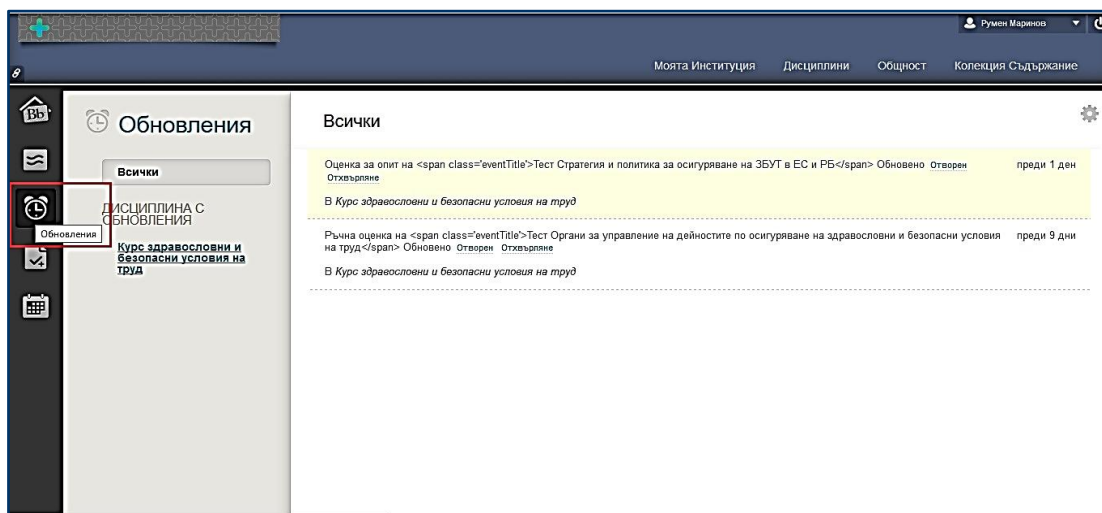 Румен Маринов
Моята Институция Дисциплини Общност Колекция Съдържание
Bb
Обновления
Всички
ДИСЦИПЛИНА С
ОБНОВЛЕНИЯ
Обновления
Курс здравословни и
безопасни условия на
труд
Всички
Оценка за опит на <span class='eventTitle'>Тест Стратегия и политика за осигуряване на ЗБУТ в ЕС и РБ</span> Обновено Отворен преди 1 ден
Отхвърляне
В Курс здравословни и безопасни условия на труд
Ръчна оценка на <span class='eventTitle'>Тест Органи за управление на дейностите по осигуряване на здравословни и безопасни условия преди 9 дни
на труд</span> Обновено Отворен Отхвърляне
В Курс здравословни и безопасни условия на труд